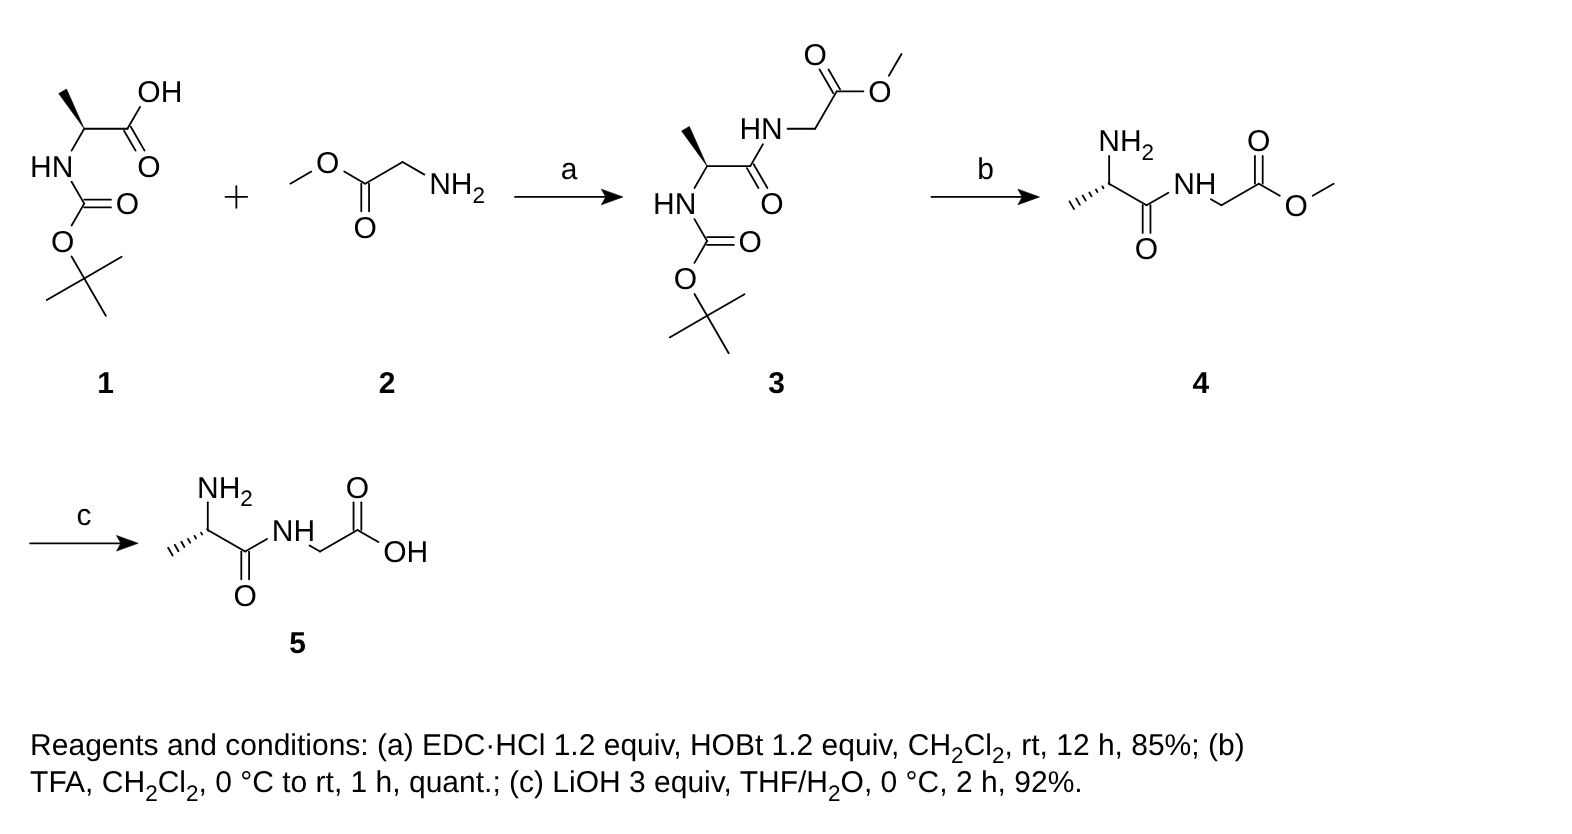 OH
HN
O
O
O
1
+
O
NH2
O
2
a
O
O
HN
O
HN
O
O
3
b
NH2
O
NH
O
O
4
c
NH2
O
NH
OH
O
5
Reagents and conditions: (a) EDC·HCl 1.2 equiv, HOBt 1.2 equiv, CH2Cl2, rt, 12 h, 85%; (b)
TFA, CH2Cl2, 0 °C to rt, 1 h, quant.; (c) LiOH 3 equiv, THF/H2O, 0 °C, 2 h, 92%.